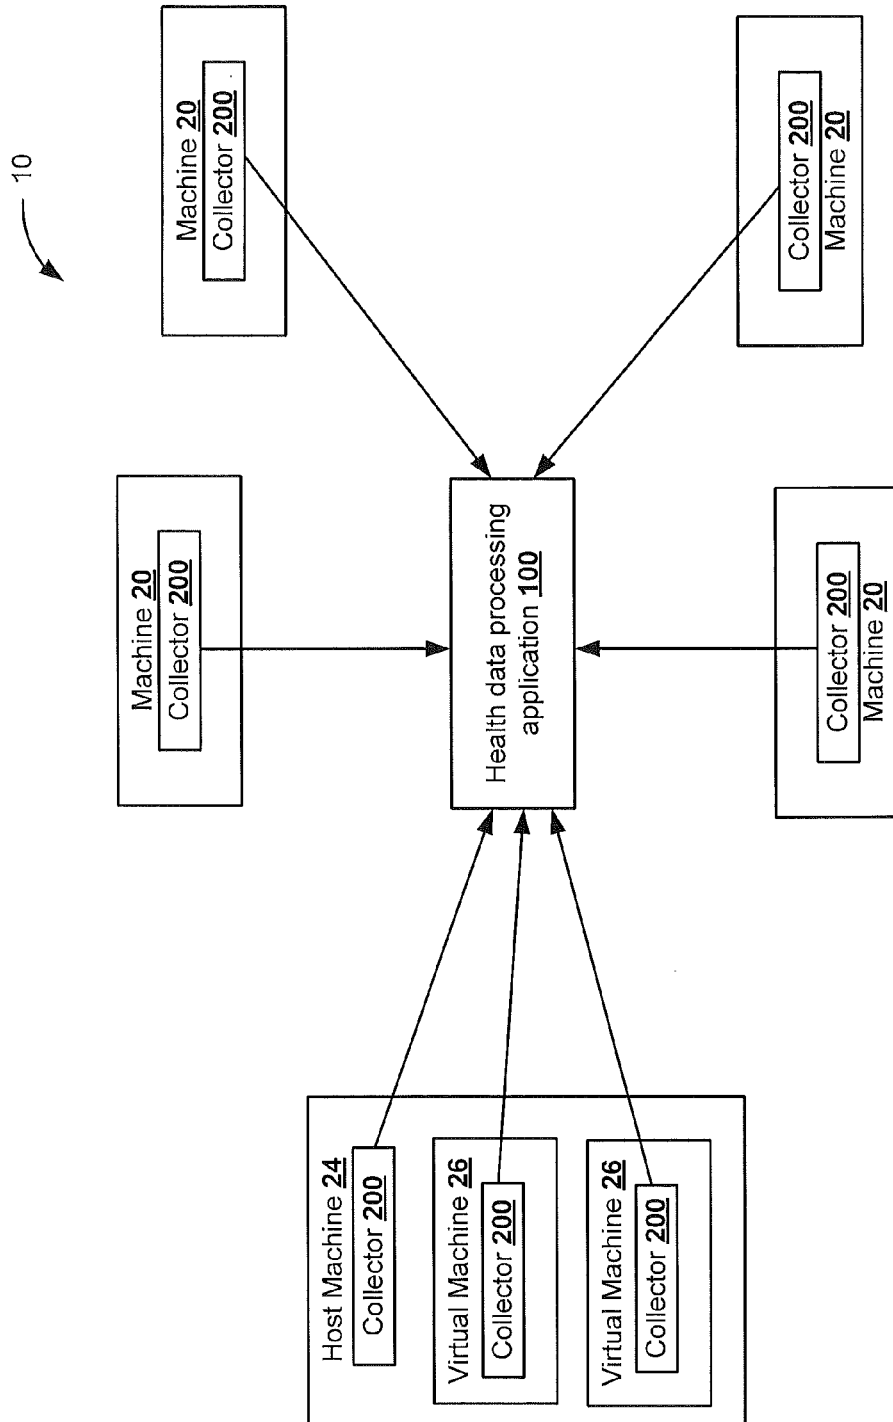 10
Machine 20
Collector 200
Machine 20
Collector 200
Host Machine 24
Collector 200
Virtual Machine 26
Collector 200
Virtual Machine 26
Collector 200
Health data processing
application 100
Collector 200
Machine 20
Collector 200
Machine 20